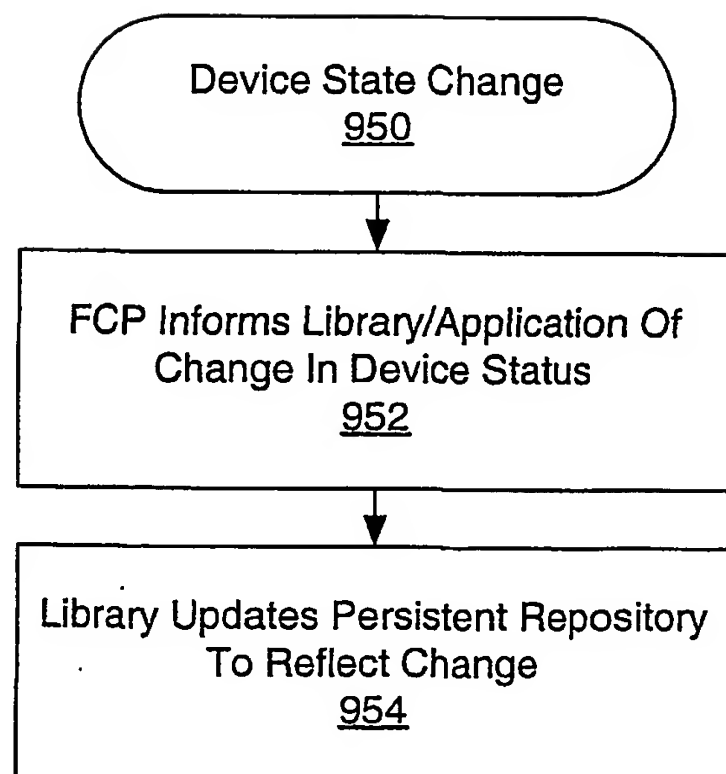 Device State Change
950
FCP Informs Library/Application Of
Change In Device Status
952
Library Updates Persistent Repository
To Reflect Change
954